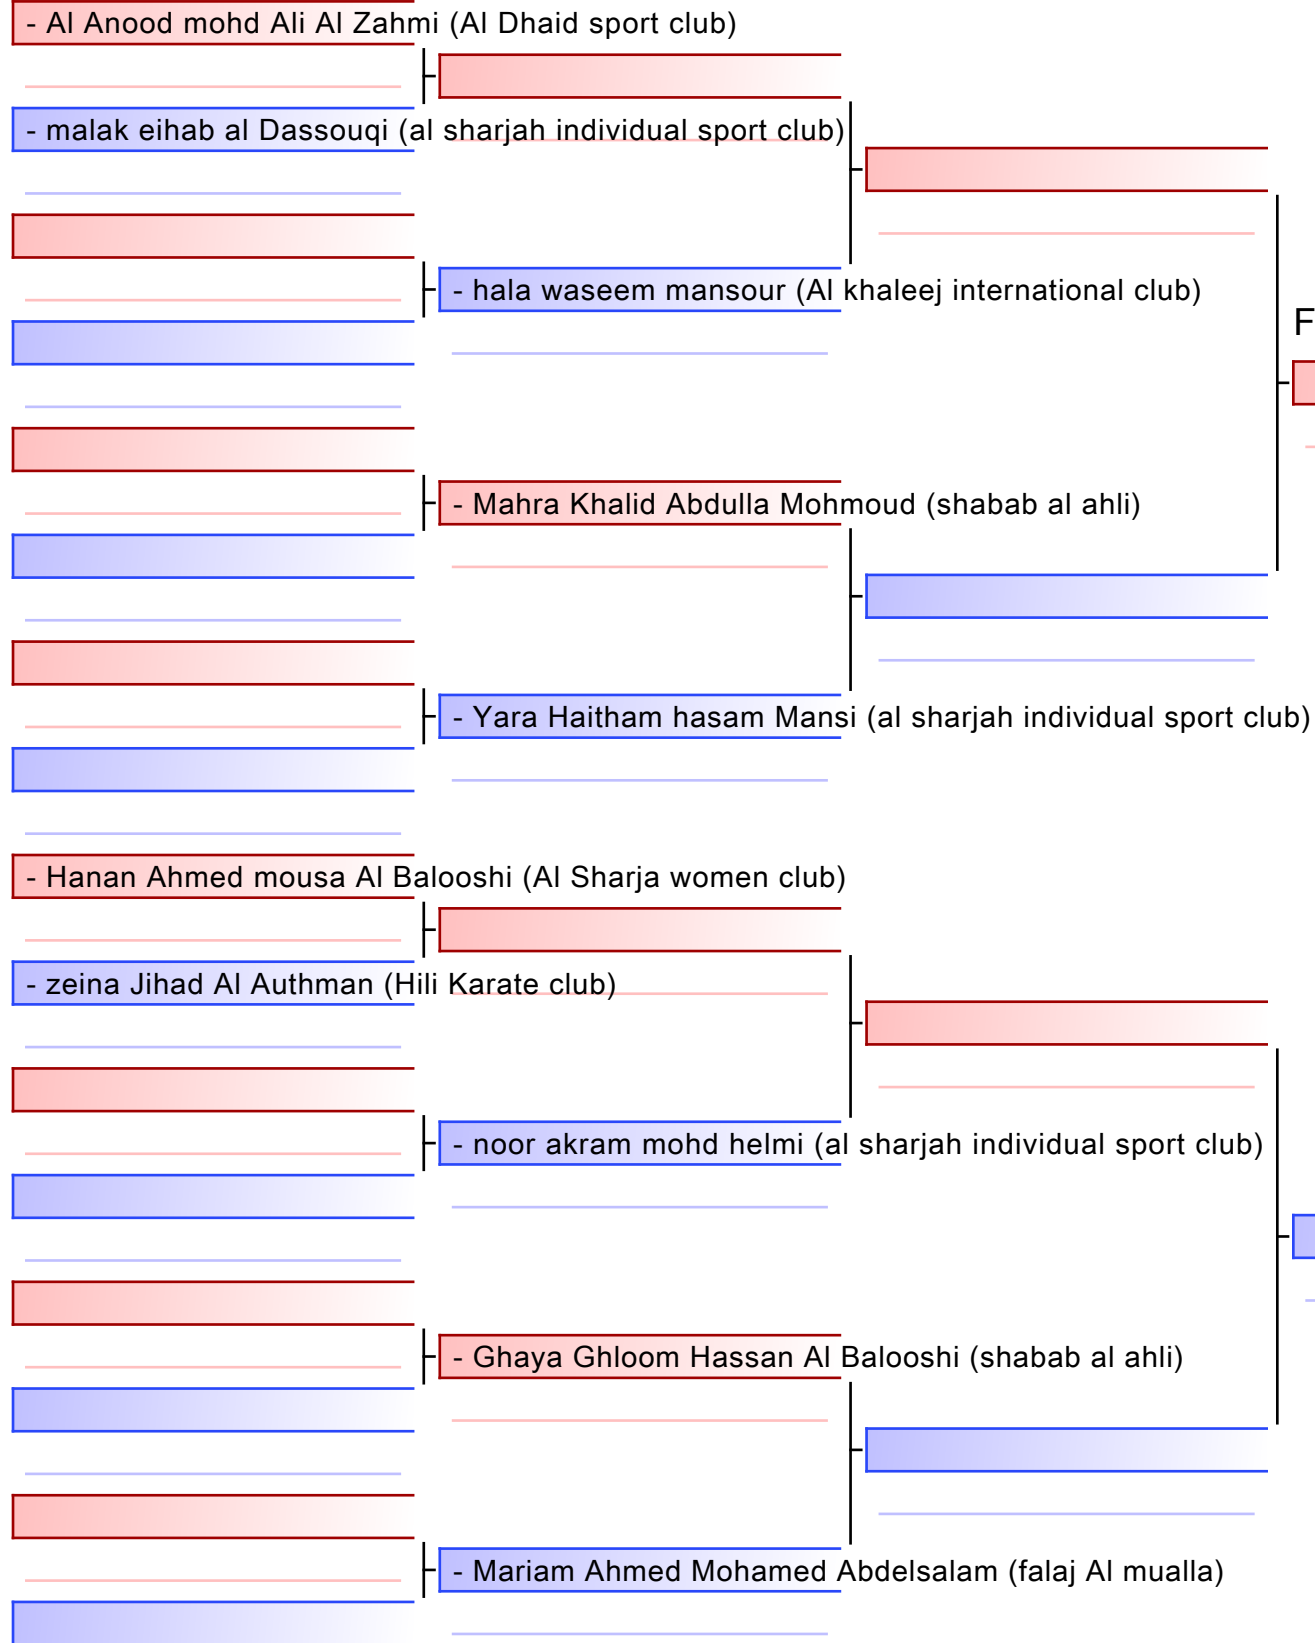 - Al Anood mohd Ali Al Zahmi (Al Dhaid sport club)
- malak eihab al Dassouqi (al sharjah individual sport club)
- hala waseem mansour (Al khaleej international club)
F
- Mahra Khalid Abdulla Mohmoud (shabab al ahli)
- Yara Haitham hasam Mansi (al sharjah individual sport club)
- Hanan Ahmed mousa Al Balooshi (Al Sharja women club)
- zeina Jihad Al Authman (Hili Karate club)
- noor akram mohd helmi (al sharjah individual sport club)
- Ghaya Ghloom Hassan Al Balooshi (shabab al ahli)
- Mariam Ahmed Mohamed Abdelsalam (falaj Al mualla)